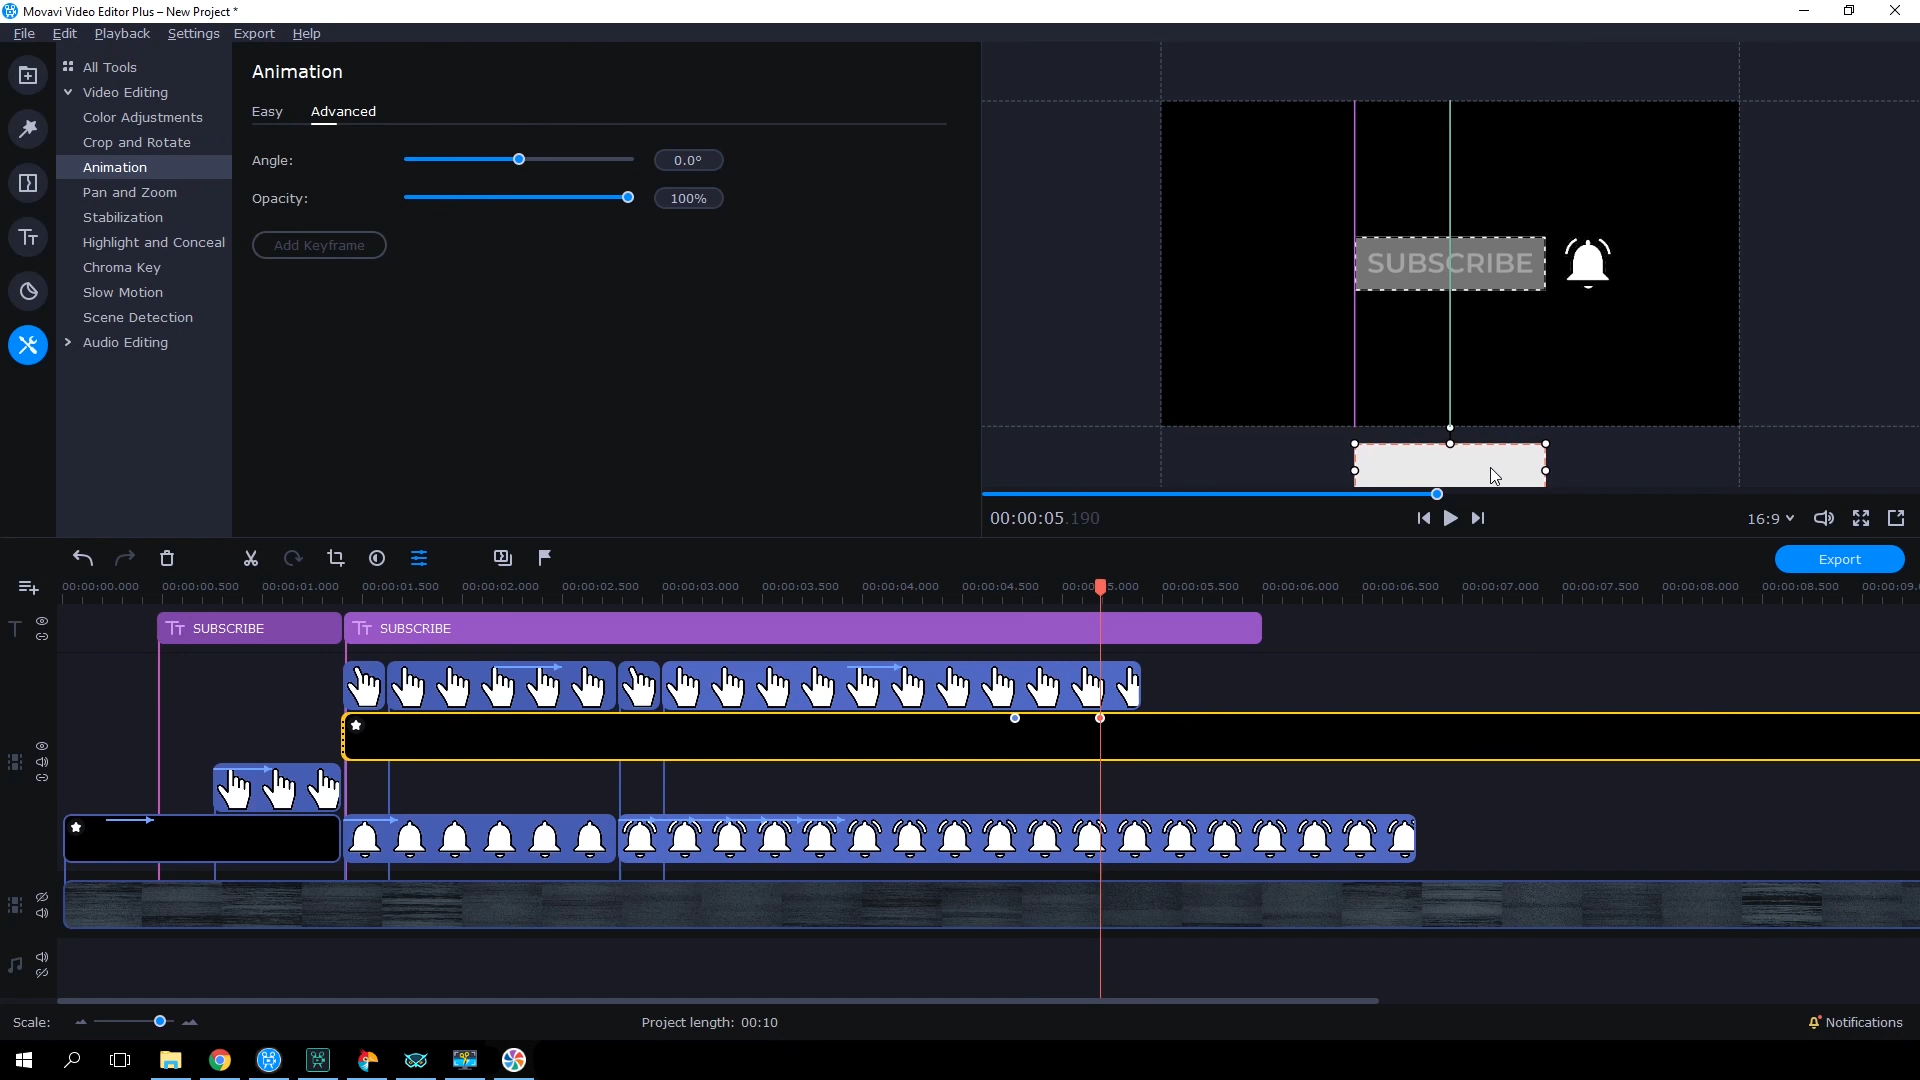 Movavi Video Editor Plus – New Project *
File Edit Playback Settings Export Help
All Tools
Video Editing
Color Adjustments
Crop and Rotate
Animation
Pan and Zoom
Stabilization
Highlight and Conceal
Chroma Key
Slow Motion
Scene Detection
Audio Editing
Animation
Easy Advanced
Angle: 0.0°
Opacity: 100%
Add Keyframe
SUBSCRIBE
00:00:05.190
16:9
Export
00:00:00.000 00:00:00.500 00:00:01.000 00:00:01.500 00:00:02.000 00:00:02.500 00:00:03.000 00:00:03.500 00:00:04.000 00:00:04.500 00:00:05.000 00:00:05.500 00:00:06.000 00:00:06.500 00:00:07.000 00:00:07.500 00:00:08.000 00:00:08.500 00:00:09.
SUBSCRIBE SUBSCRIBE
Scale: Project length: 00:10 Notifications